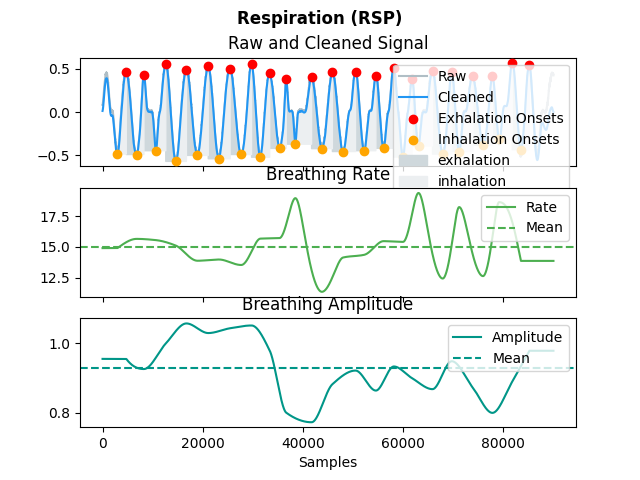 Respiration (RSP)
Raw and Cleaned Signal
0.5
0.0
−0.5
Raw
Cleaned
Exhalation Onsets
Inhalation Onsets
exhalation
inhalation
Breathing Rate
17.5
15.0
12.5
Rate
Mean
Breathing Amplitude
1.0
0.8
Amplitude
Mean
0
20000
40000
60000
80000
Samples